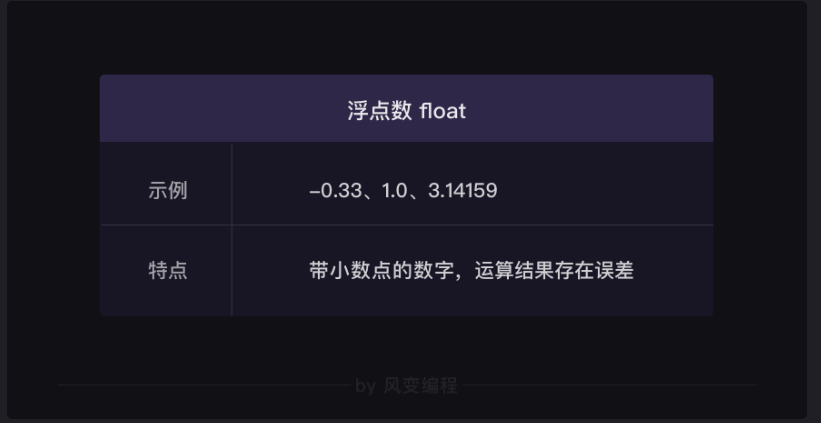 浮点数 float
示例
-0.33、1.0、3.14159
特点
带小数点的数字，运算结果存在误差
by 风变编程